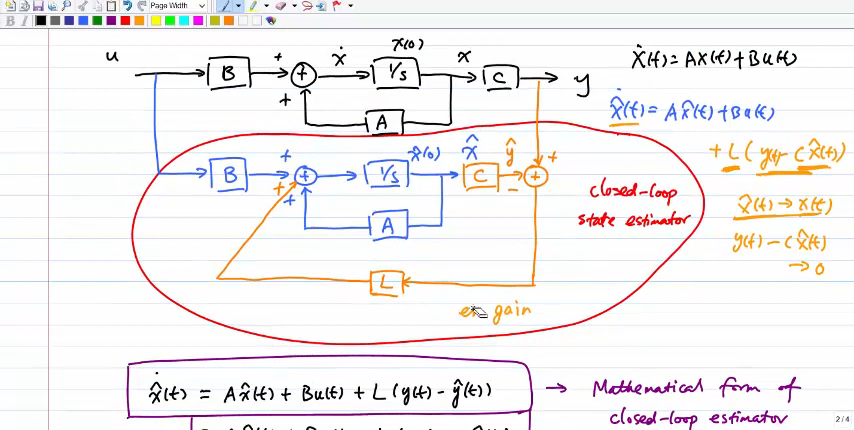 Page Width
B I
u
B
+
+
+
ẋ
x(0)
1/s
x
C
y
A
ẋ(t) = Ax(t) + Bu(t)
x̂̇(t) = Ax̂(t) + Bu(t)
+ L (y(t) - Cx̂(t))
B
+
+
+
+
1/s
x̂(0)
x̂
C
ŷ
-
+
+
A
L
closed-loop
state estimator
x̂(t) → x(t)
y(t) - Cx̂(t)
→ 0
gain
x̂̇(t) = Ax̂(t) + Bu(t) + L (y(t) - ŷ(t))
→ Mathematical form of
closed-loop estimator
2 / 4